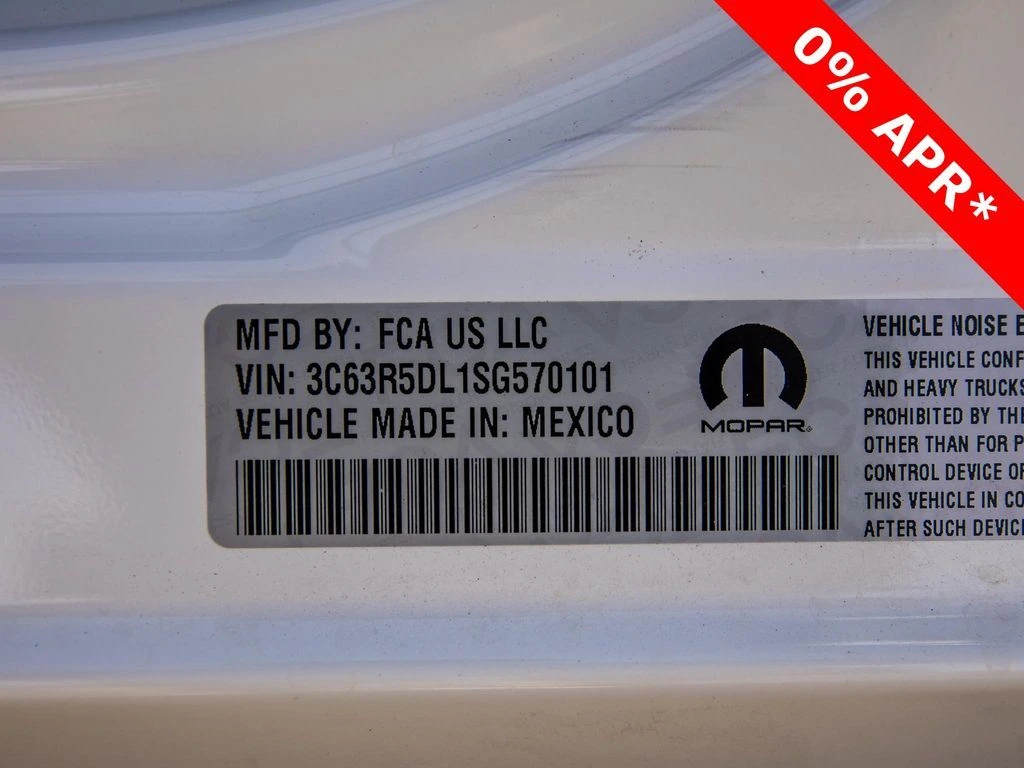 0% APR*
MFD BY: FCA US LLC
VIN: 3C63R5DL1SG570101
VEHICLE MADE IN: MEXICO
MOPAR®
VEHICLE NOISE E
THIS VEHICLE CONF
AND HEAVY TRUCKS
PROHIBITED BY THE
OTHER THAN FOR P
CONTROL DEVICE OF
THIS VEHICLE IN CO
AFTER SUCH DEVIC